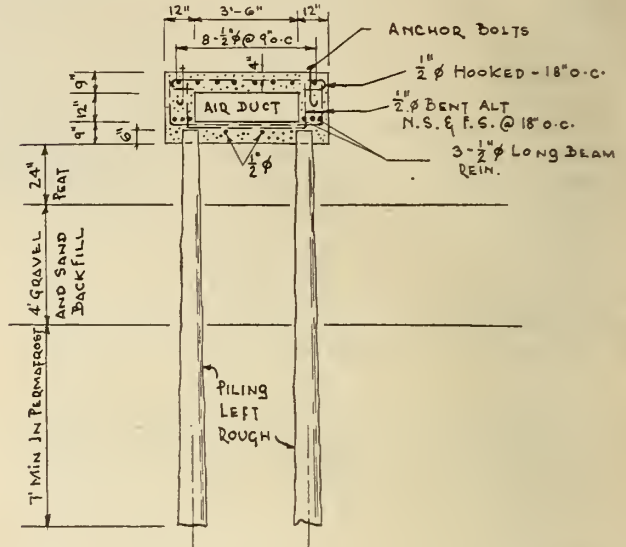 12" 3'-6" 12"
8-½"ϕ@9"o.c
ANCHOR BOLTS
4"
½"ϕ HOOKED-18"o.c.
9"
12"
9"
6"
AIR DUCT
½"ϕ BENT ALT
N.S. & F.S.@18"o.c.
3-½"ϕ LONG BEAM
REIN.
½"ϕ
24"
PEAT
4' GRAVEL
AND SAND
BACKFILL
7' MIN IN PERMAFROST
PILING
LEFT
ROUGH